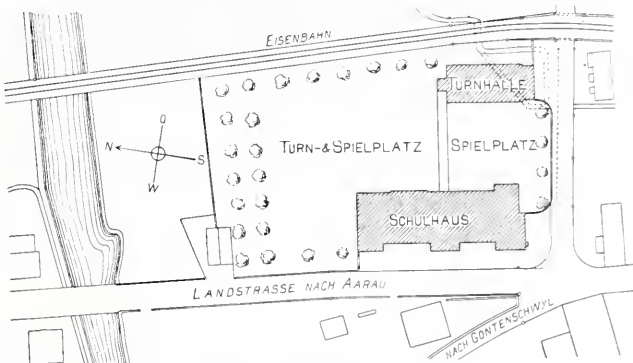 EISENBAHN
TURNHALLE
O
N
S
W
TURN-&SPIELPLATZ
SPIELPLATZ
SCHULHAUS
LANDSTRASSE NACH AARAU
NACH GONTENSCHWYL